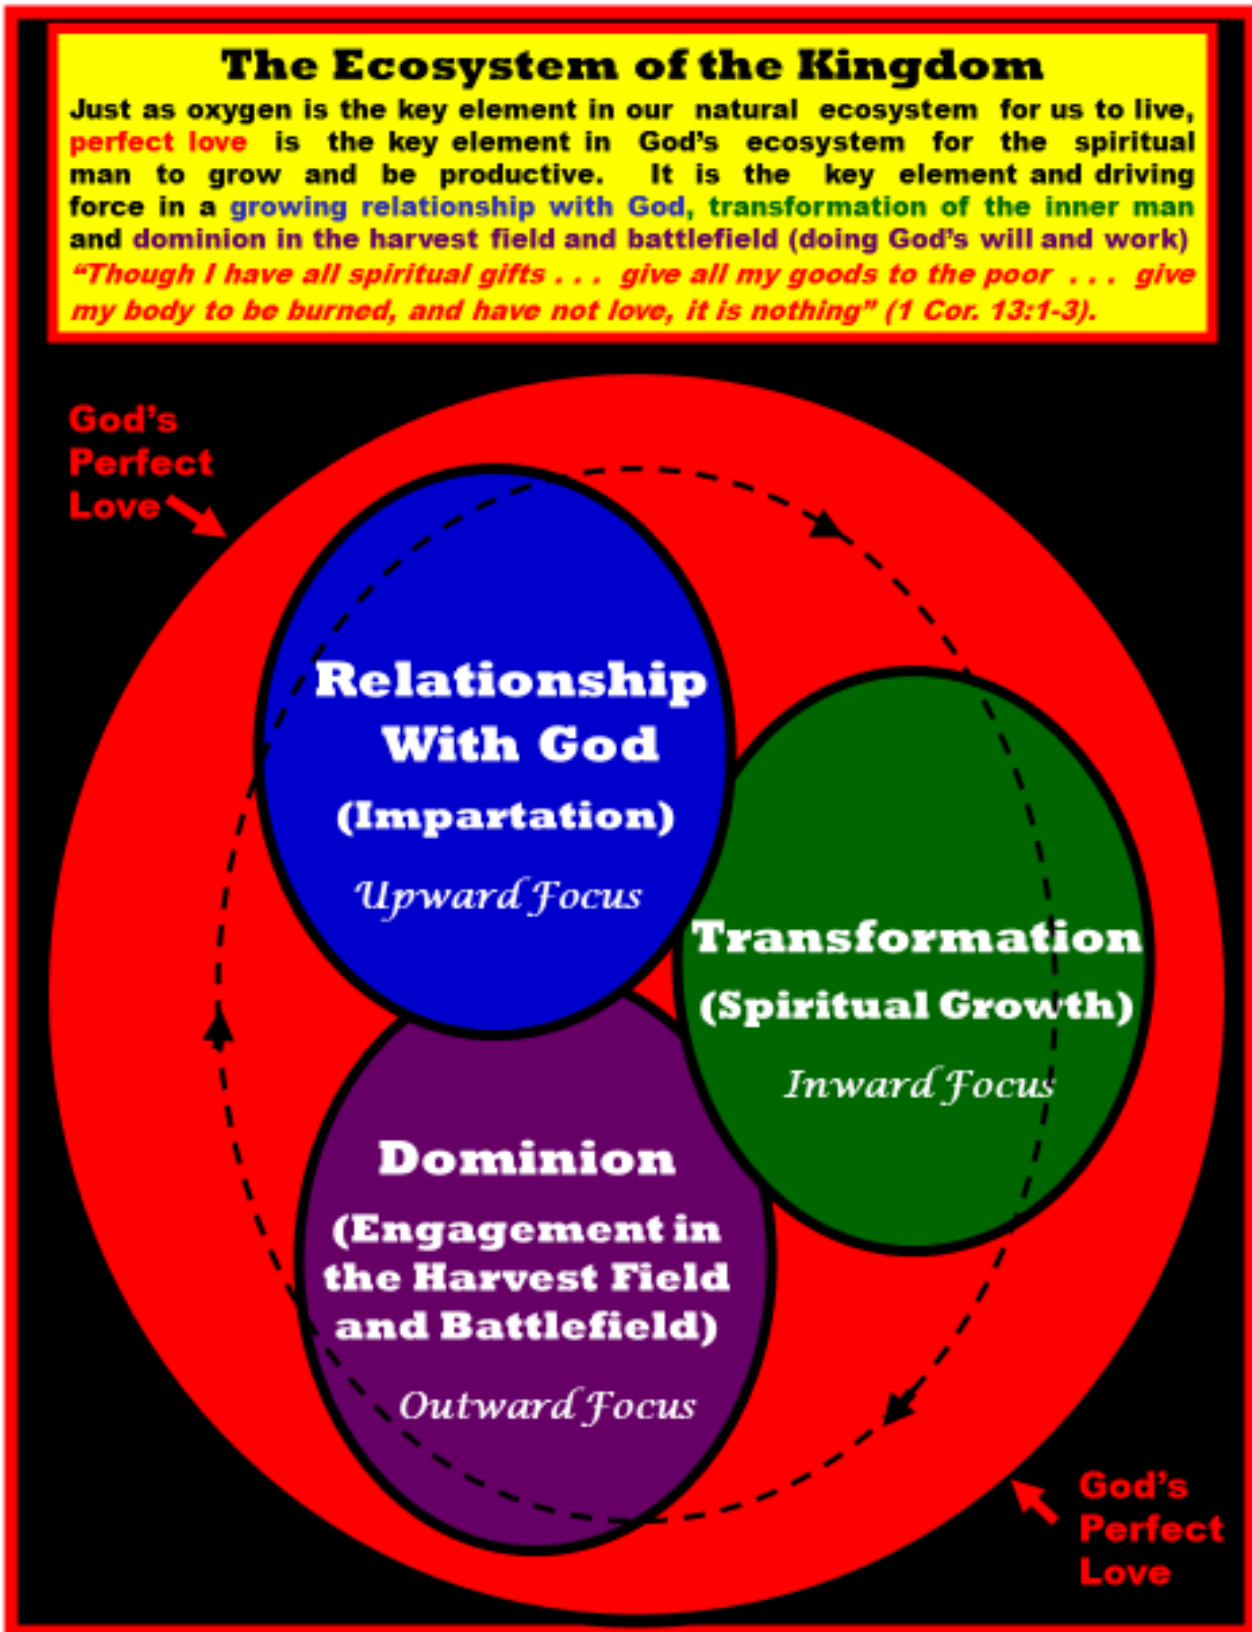 The Ecosystem of the Kingdom
Just as oxygen is the key element in our natural ecosystem for us to live,
perfect love is the key element in God's ecosystem for the spiritual
man to grow and be productive. It is the key element and driving
force in a growing relationship with God, transformation of the inner man
and dominion in the harvest field and battlefield (doing God's will and work)
“Though I have all spiritual gifts . . . give all my goods to the poor . . . give
my body to be burned, and have not love, it is nothing” (1 Cor. 13:1-3).
God's
Perfect
Love
Relationship
With God
(Impartation)
Upward Focus
Transformation
(Spiritual Growth)
Inward Focus
Dominion
(Engagement in
the Harvest Field
and Battlefield)
Outward Focus
God's
Perfect
Love